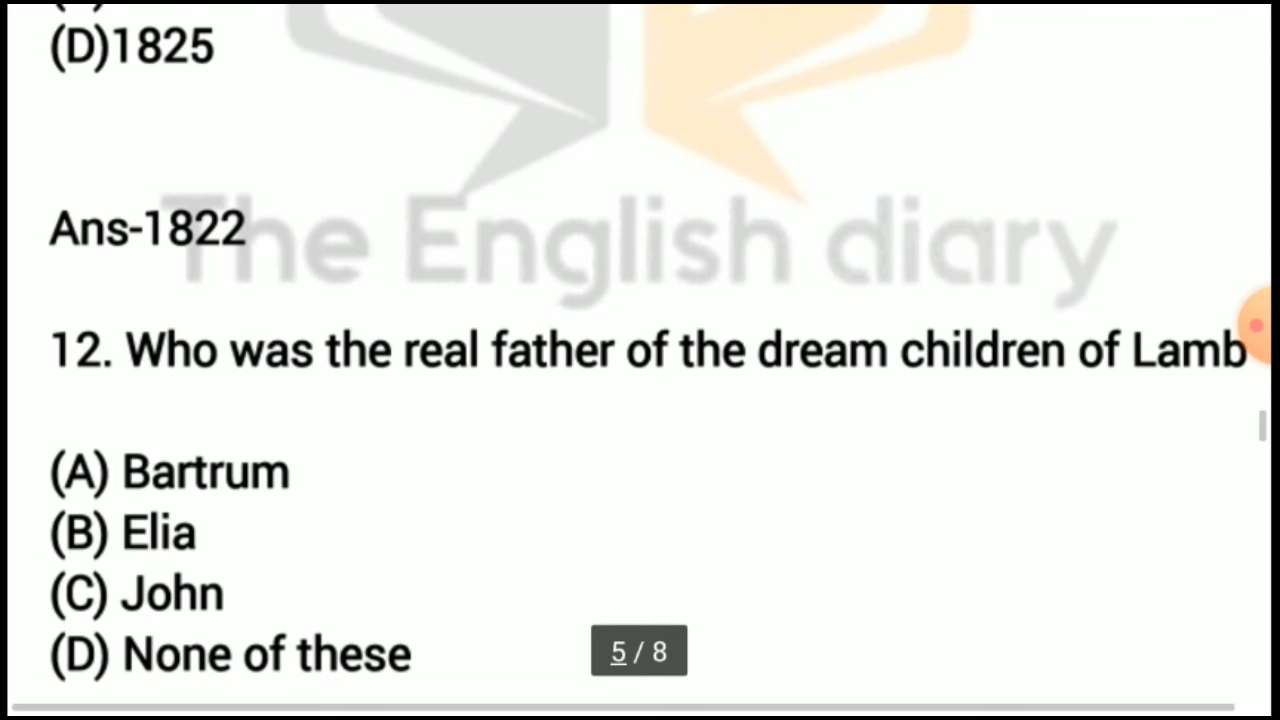 (D)1825
The English diary
Ans-1822
12. Who was the real father of the dream children of Lamb
(A) Bartrum
(B) Elia
(C) John
(D) None of these
5 / 8